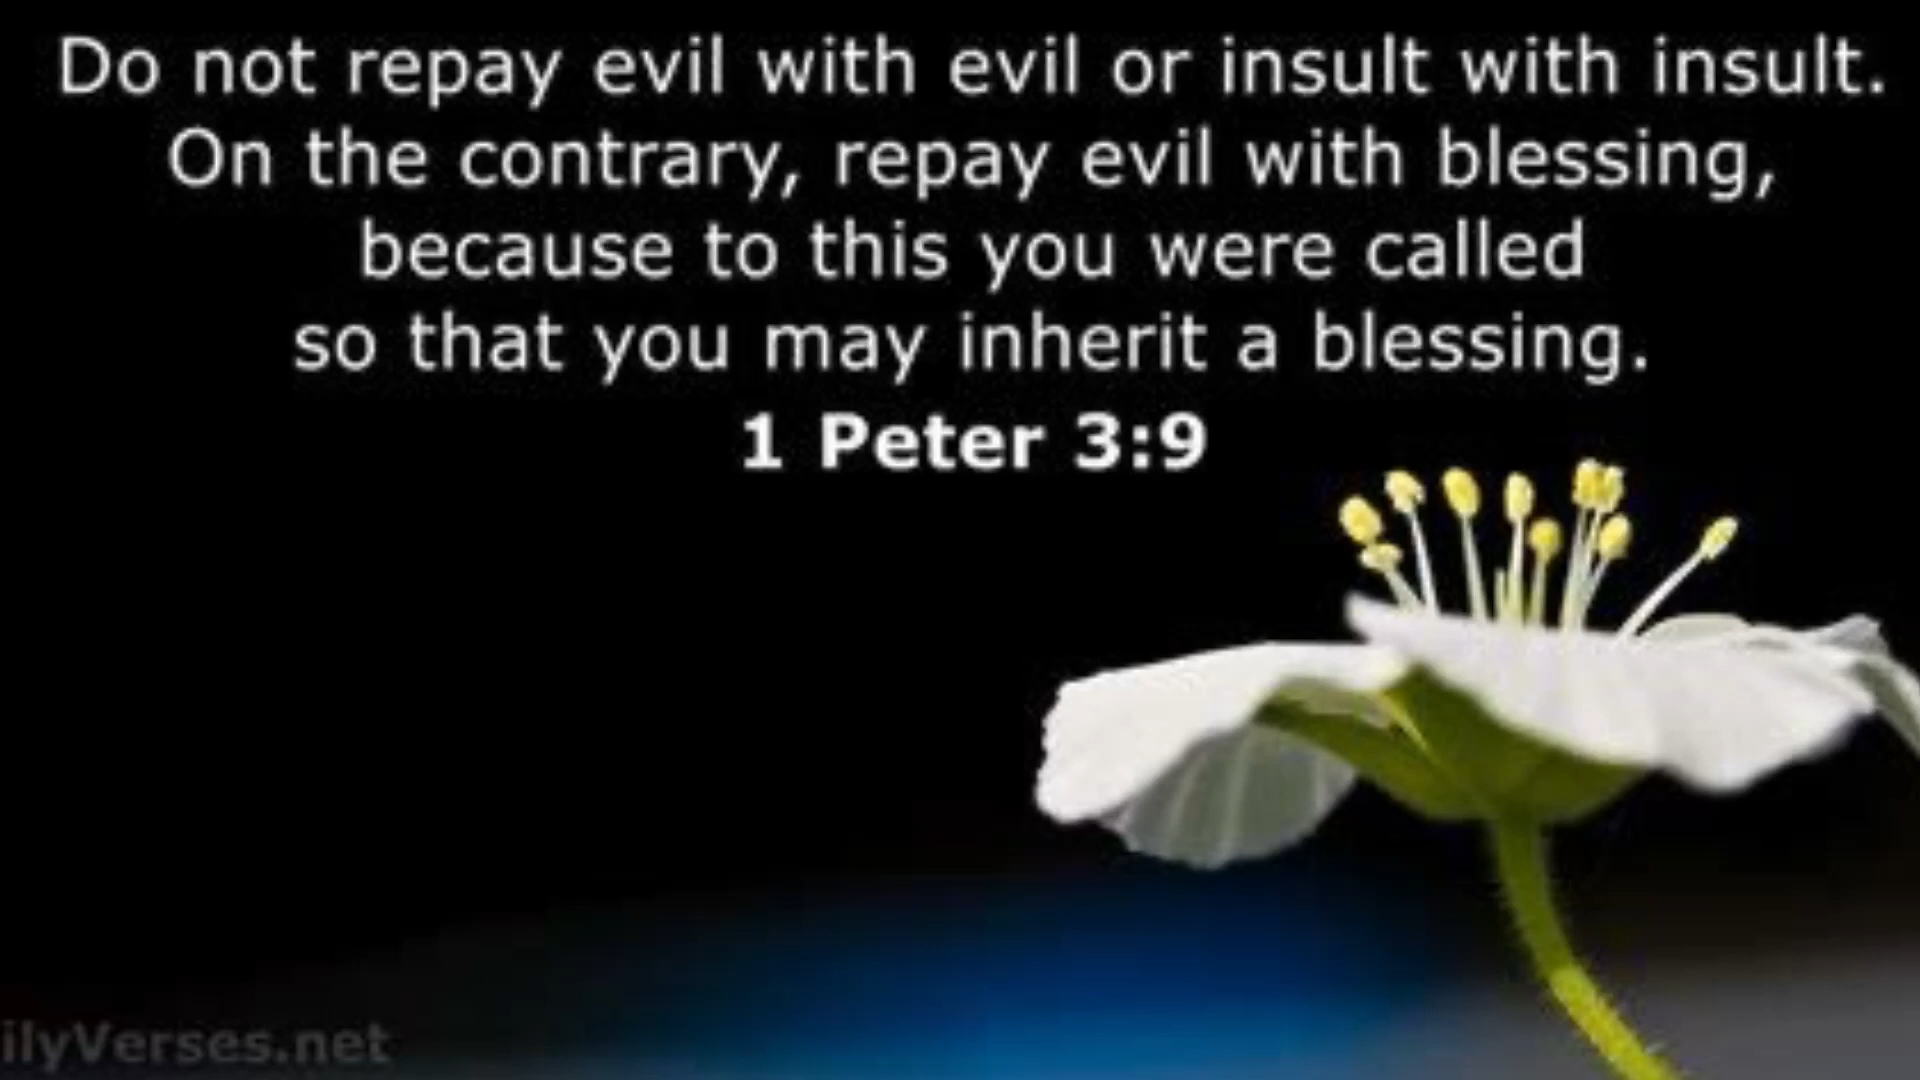 Do not repay evil with evil or insult with insult.
On the contrary, repay evil with blessing,
because to this you were called
so that you may inherit a blessing.
1 Peter 3:9
ilyVerses.net